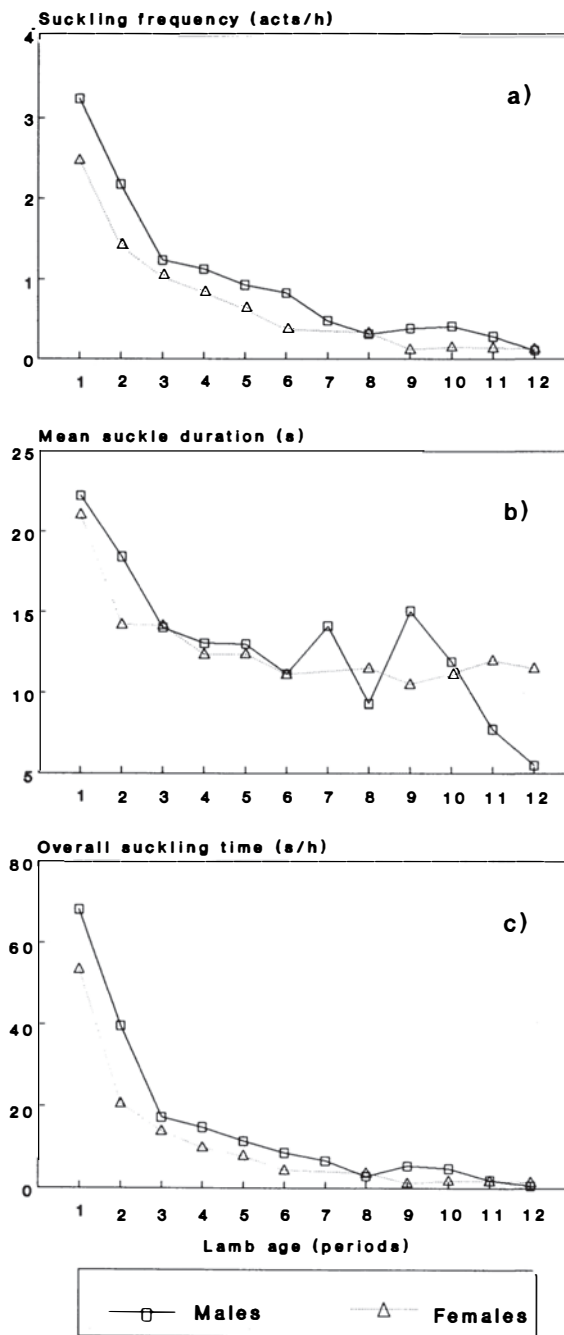 Suckling frequency (acts/h)
a)
4
3
2
1
0
1 2 3 4 5 6 7 8 9 10 11 12
Mean suckle duration (s)
b)
25
20
15
10
5
1 2 3 4 5 6 7 8 9 10 11 12
Overall suckling time (s/h)
c)
80
60
40
20
0
1 2 3 4 5 6 7 8 9 10 11 12
Lamb age (periods)
Males Females